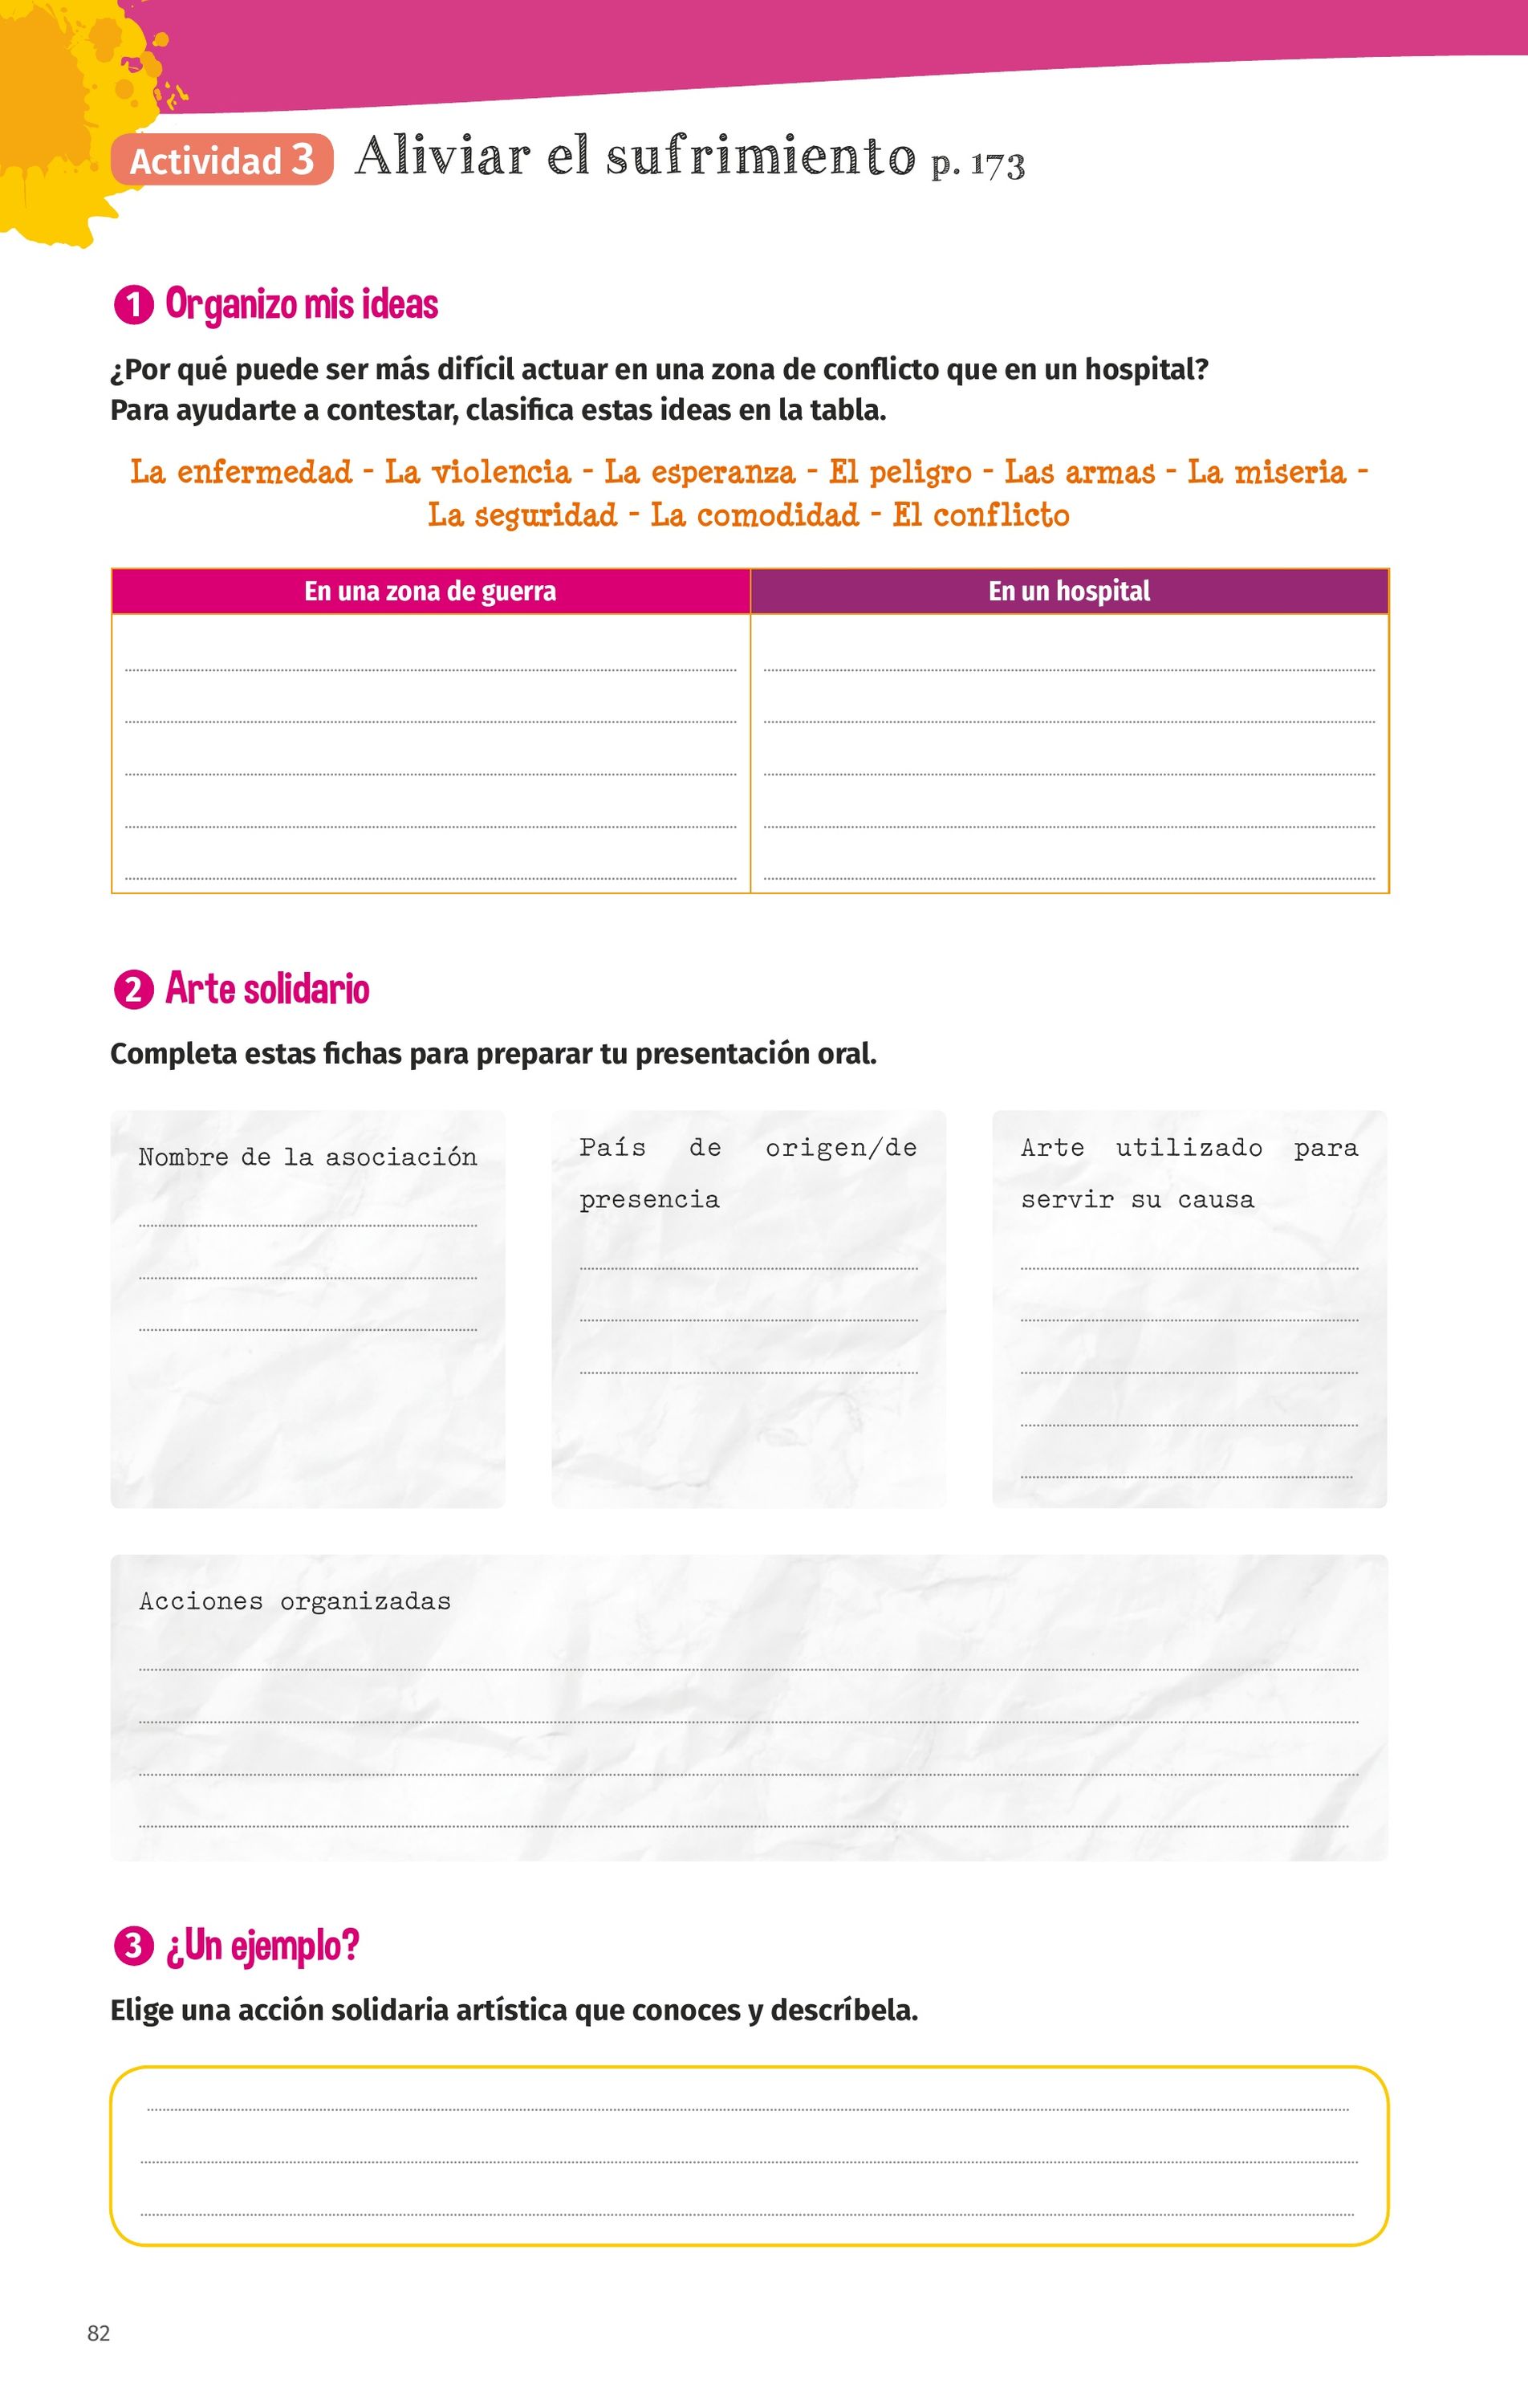 Actividad 3 Aliviar el sufrimiento p. 173
1 Organizo mis ideas
¿Por qué puede ser más difícil actuar en una zona de conflicto que en un hospital?
Para ayudarte a contestar, clasifica estas ideas en la tabla.
La enfermedad - La violencia - La esperanza - El peligro - Las armas - La miseria -
La seguridad - La comodidad - El conflicto
En una zona de guerra En un hospital
2 Arte solidario
Completa estas fichas para preparar tu presentación oral.
Nombre de la asociación
País de origen/de
presencia
Arte utilizado para
servir su causa
Acciones organizadas
3 ¿Un ejemplo?
Elige una acción solidaria artística que conoces y descríbela.
82